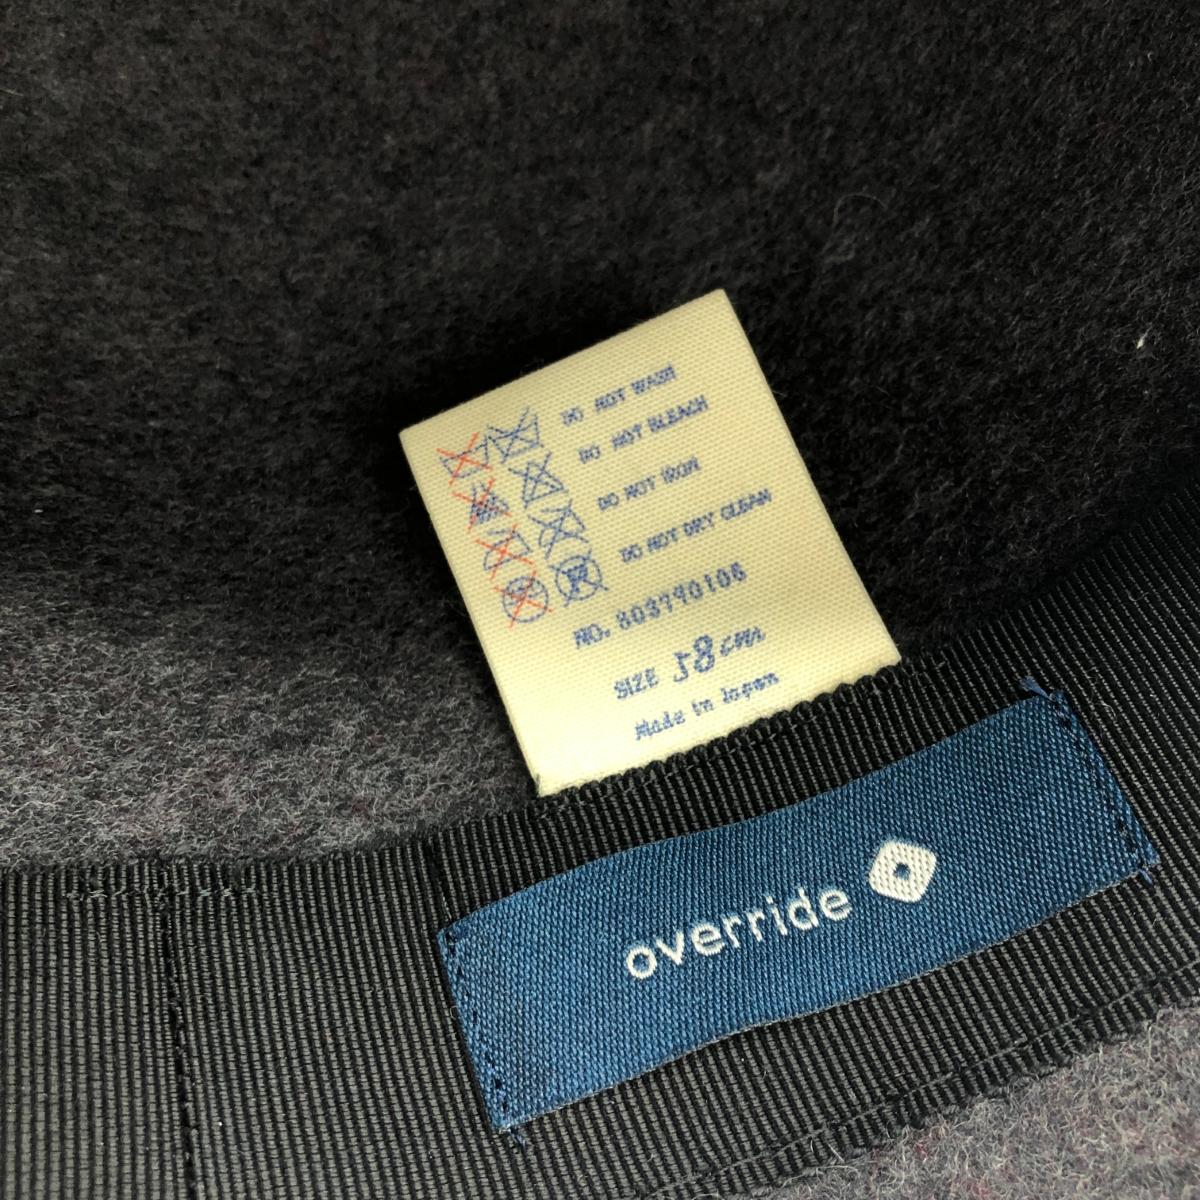 DO NOT WASH
DO NOT BLEACH
DO NOT IRON
DO NOT DRY CLEAN
NO. 803790106
SIZE 58cm
Made in Japan
override